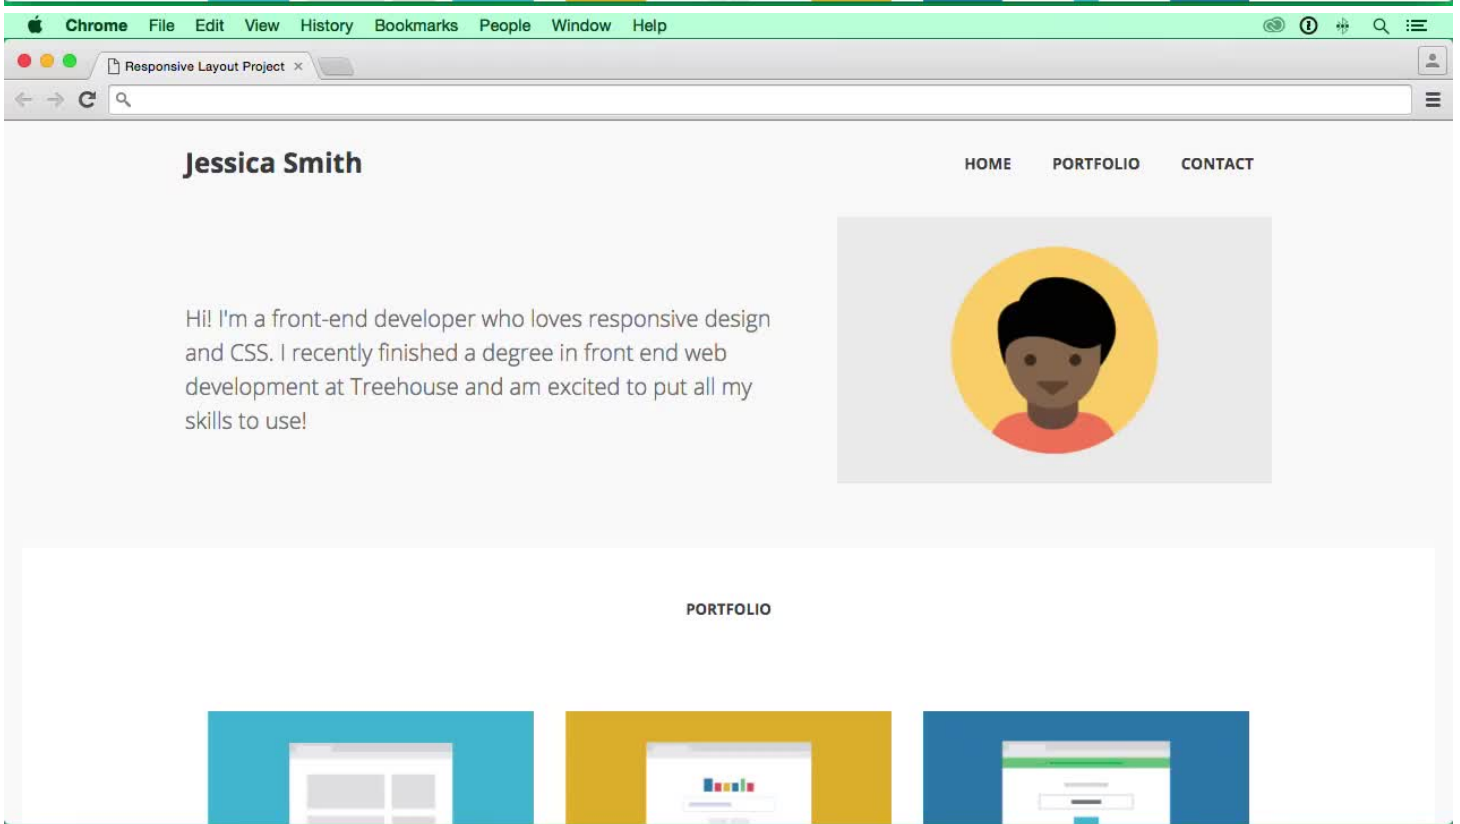 Chrome File Edit View History Bookmarks People Window Help
Responsive Layout Project
Jessica Smith
HOME PORTFOLIO CONTACT
Hi! I'm a front-end developer who loves responsive design
and CSS. I recently finished a degree in front end web
development at Treehouse and am excited to put all my
skills to use!
PORTFOLIO